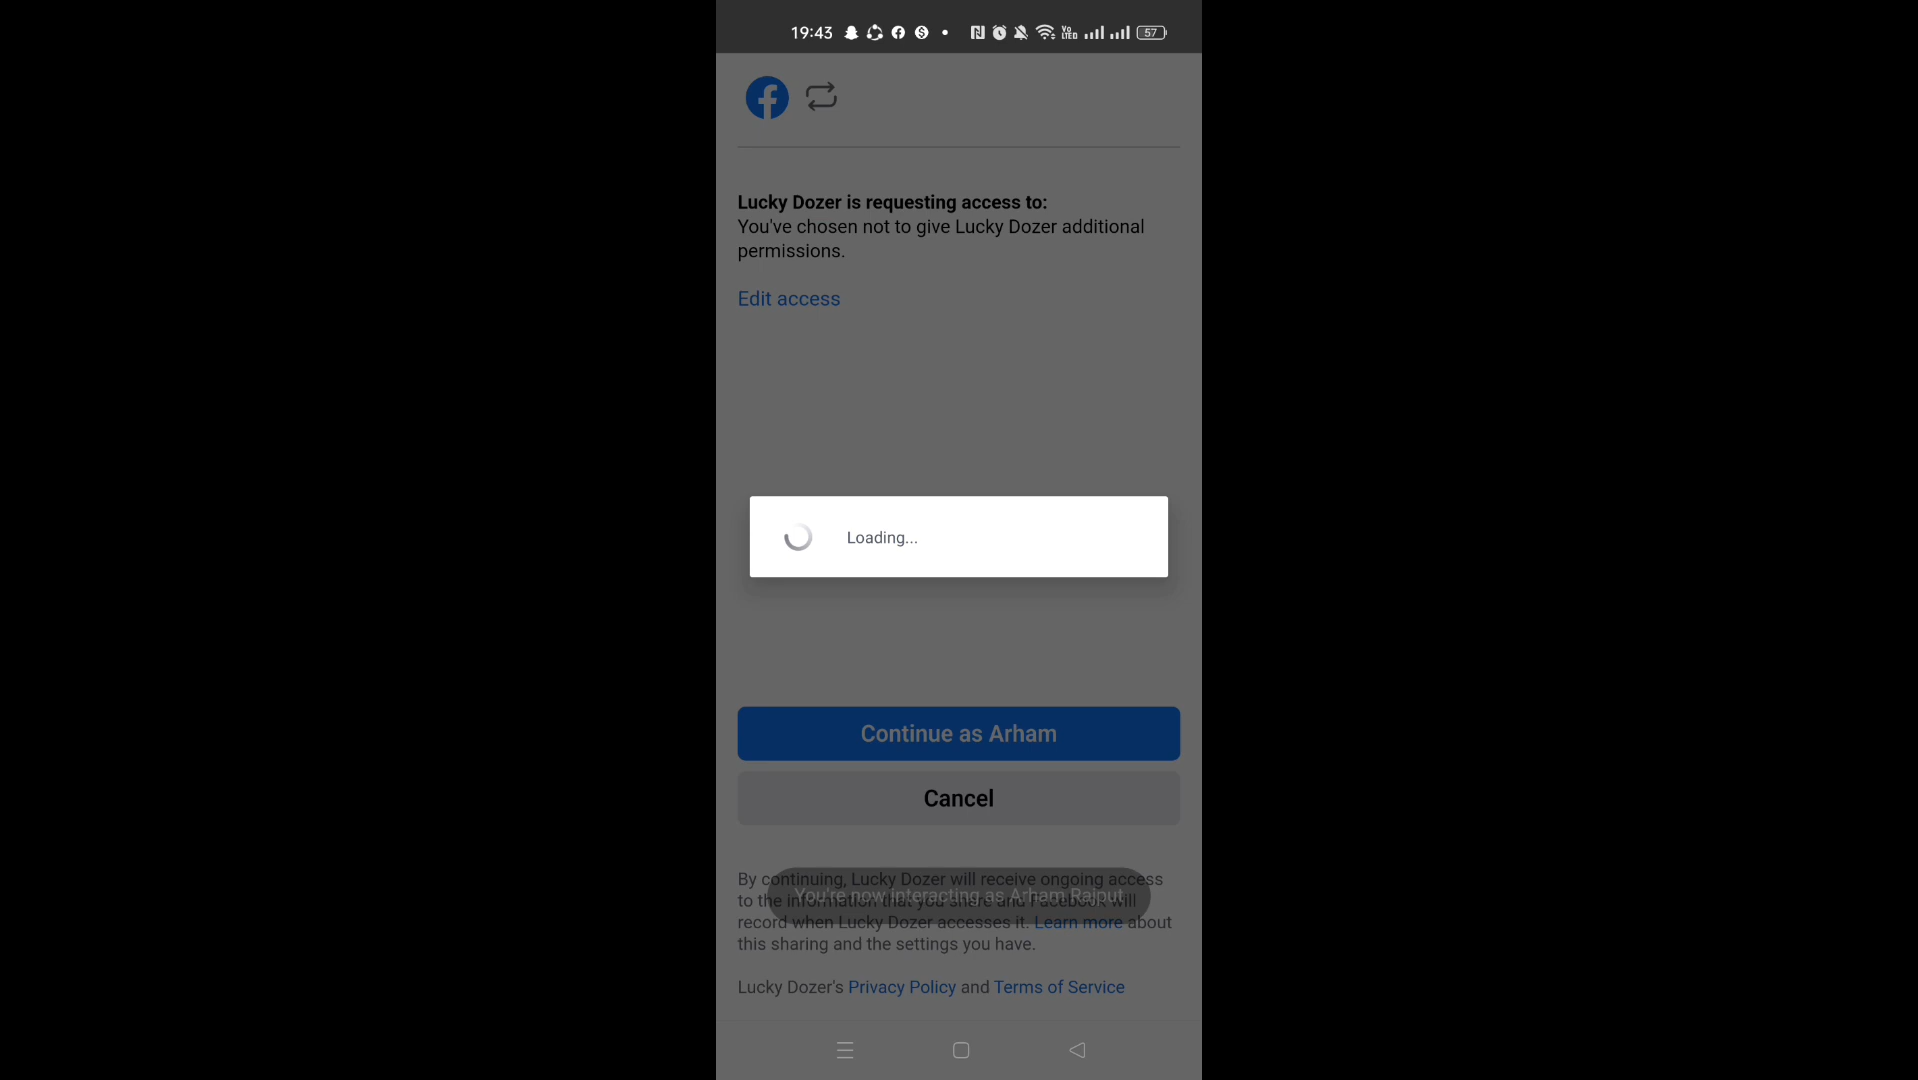 19:43
VoLTED
57
Lucky Dozer is requesting access to:
You've chosen not to give Lucky Dozer additional
permissions.
Edit access
Loading...
Continue as Arham
Cancel
By continuing, Lucky Dozer will receive ongoing access
to the information that you share and Facebook will
record when Lucky Dozer accesses it. Learn more about
this sharing and the settings you have.
You're now interacting as Arham Rajput
Lucky Dozer's Privacy Policy and Terms of Service